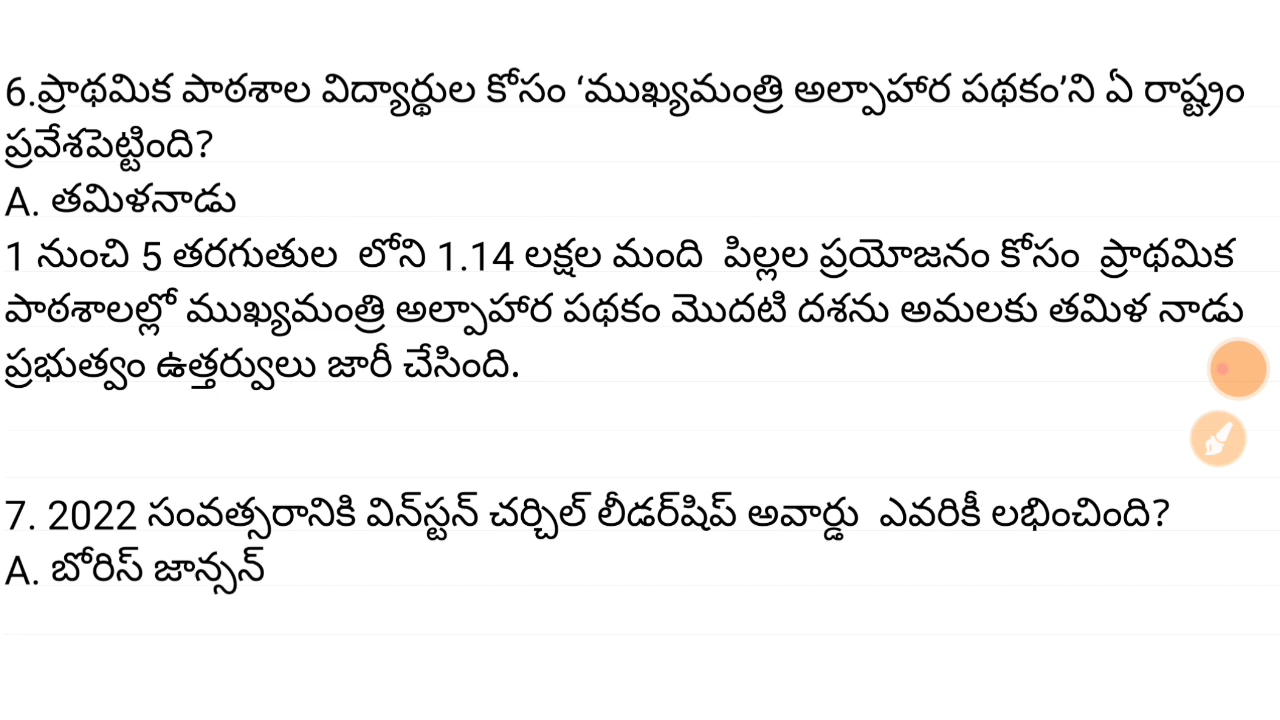 6.ప్రాథమిక పాఠశాల విద్యార్థుల కోసం ‘ముఖ్యమంత్రి అల్పాహార పథకం’ని ఏ రాష్ట్రం
ప్రవేశపెట్టింది?
A. తమిళనాడు
1 నుంచి 5 తరగుతుల లోని 1.14 లక్షల మంది పిల్లల ప్రయోజనం కోసం ప్రాథమిక
పాఠశాలల్లో ముఖ్యమంత్రి అల్పాహార పథకం మొదటి దశను అమలకు తమిళ నాడు
ప్రభుత్వం ఉత్తర్వులు జారీ చేసింది.
7. 2022 సంవత్సరానికి విన్‌స్టన్ చర్చిల్ లీడర్‌షిప్ అవార్డు ఎవరికీ లభించింది?
A. బోరిస్ జాన్సన్